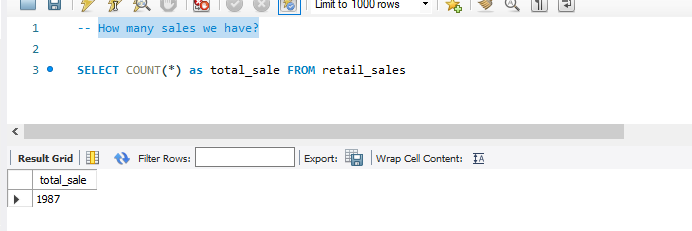 Limit to 1000 rows
1 -- How many sales we have?
2
3 SELECT COUNT(*) as total_sale FROM retail_sales
Result Grid Filter Rows: Export: Wrap Cell Content: IA
total_sale
1987